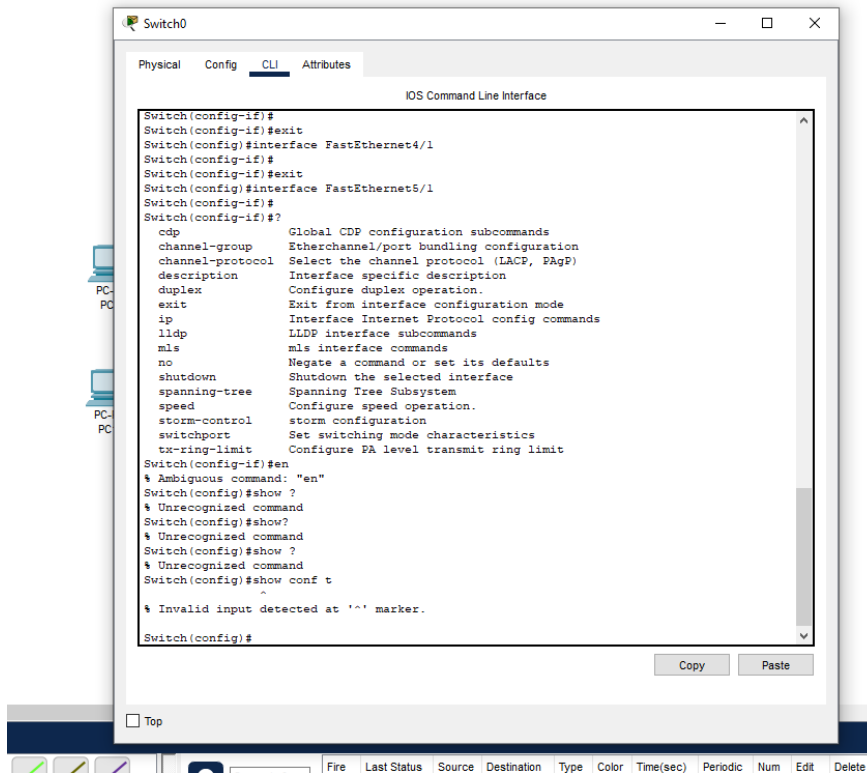 Switch0
Physical Config CLI Attributes
IOS Command Line Interface
Switch(config-if)#
Switch(config-if)#exit
Switch(config)#interface FastEthernet4/1
Switch(config-if)#
Switch(config-if)#exit
Switch(config)#interface FastEthernet5/1
Switch(config-if)#
Switch(config-if)#?
cdp Global CDP configuration subcommands
channel-group Etherchannel/port bundling configuration
channel-protocol Select the channel protocol (LACP, PAgP)
description Interface specific description
duplex Configure duplex operation.
exit Exit from interface configuration mode
ip Interface Internet Protocol config commands
lldp LLDP interface subcommands
mls mls interface commands
no Negate a command or set its defaults
shutdown Shutdown the selected interface
spanning-tree Spanning Tree Subsystem
speed Configure speed operation.
storm-control storm configuration
switchport Set switching mode characteristics
tx-ring-limit Configure PA level transmit ring limit
Switch(config-if)#en
% Ambiguous command: "en"
Switch(config)#show ?
% Unrecognized command
Switch(config)#show?
% Unrecognized command
Switch(config)#show ?
% Unrecognized command
Switch(config)#show conf t
^
% Invalid input detected at '^' marker.
Switch(config)#
Copy Paste
Top
PC-
PC
PC-
PC
Fire Last Status Source Destination Type Color Time(sec) Periodic Num Edit Delete